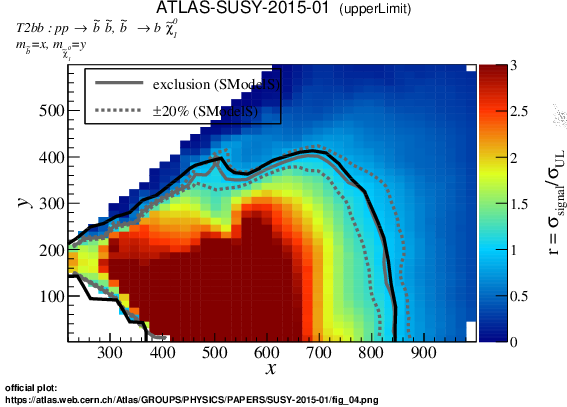 ATLAS-SUSY-2015-01 (upperLimit)
T2bb : pp → b̃ b̃, b̃ → b χ̃⁰₁
m_b̃=x, m_χ̃⁰₁=y
exclusion (SModelS)
±20% (SModelS)
500
400
300
200
100
y
300 400 500 600 700 800 900
x
3
2.5
2
1.5
1
0.5
0
r = σ_signal/σ_UL
official plot:
https://atlas.web.cern.ch/Atlas/GROUPS/PHYSICS/PAPERS/SUSY-2015-01/fig_04.png